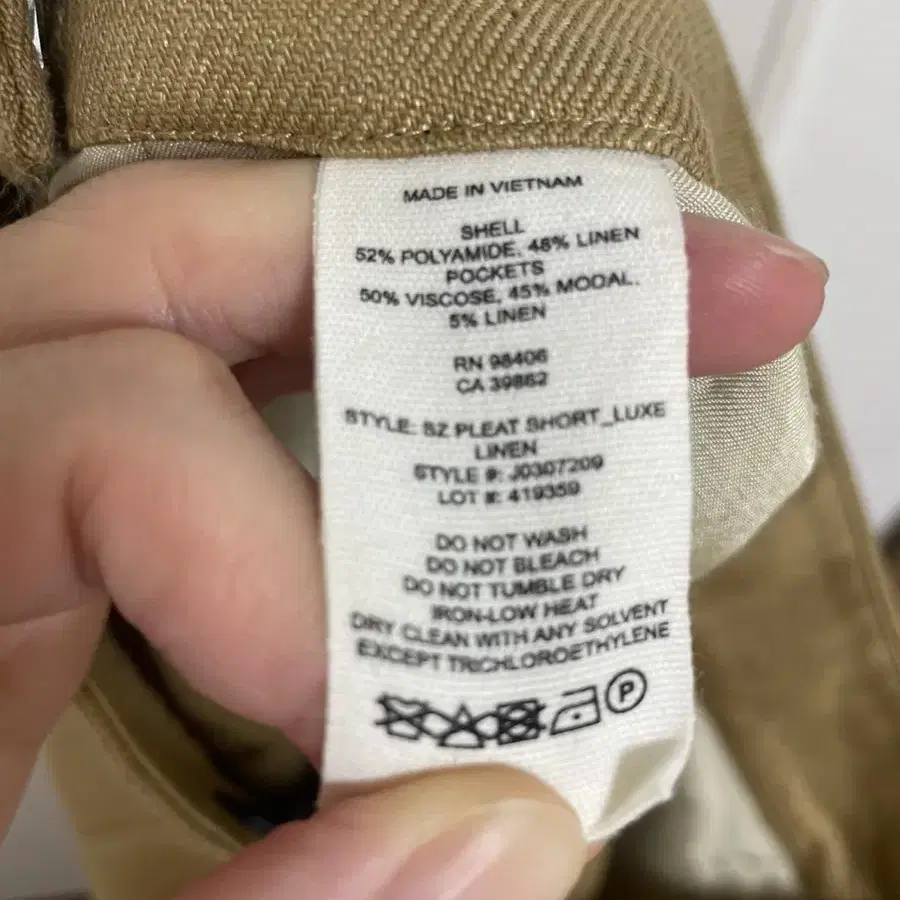 MADE IN VIETNAM
SHELL
52% POLYAMIDE, 48% LINEN
POCKETS
50% VISCOSE, 45% MODAL,
5% LINEN
RN 98406
CA 39862
STYLE: SZ PLEAT SHORT_LUXE
LINEN
STYLE #: J0307209
LOT #: 419359
DO NOT WASH
DO NOT BLEACH
DO NOT TUMBLE DRY
IRON-LOW HEAT
DRY CLEAN WITH ANY SOLVENT
EXCEPT TRICHLOROETHYLENE
P